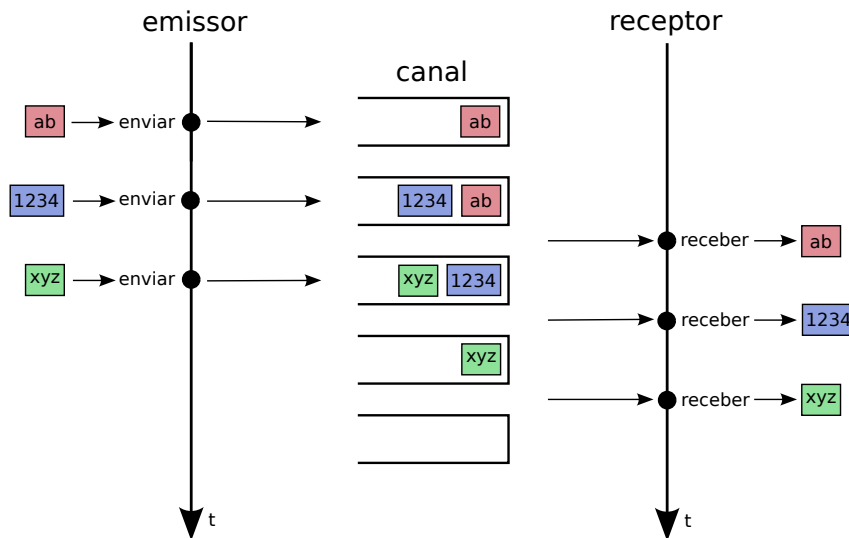 emissor
receptor
canal
ab
enviar
ab
1234
enviar
1234
ab
receber
ab
xyz
enviar
xyz
1234
receber
1234
xyz
receber
xyz
t
t